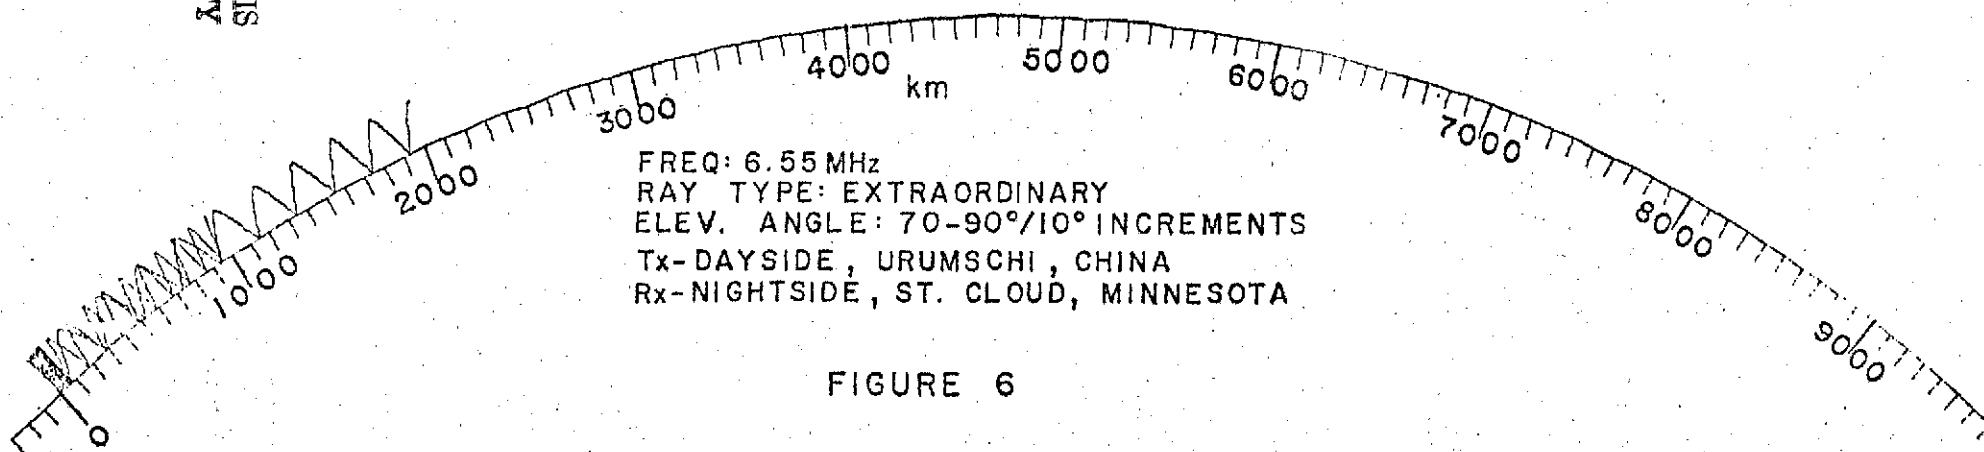 0
1000
2000
3000
4000
5000
6000
7000
8000
9000
km
FREQ: 6.55 MHz
RAY TYPE: EXTRAORDINARY
ELEV. ANGLE: 70-90°/10° INCREMENTS
Tx-DAYSIDE, URUMSCHI, CHINA
Rx-NIGHTSIDE, ST. CLOUD, MINNESOTA
FIGURE 6